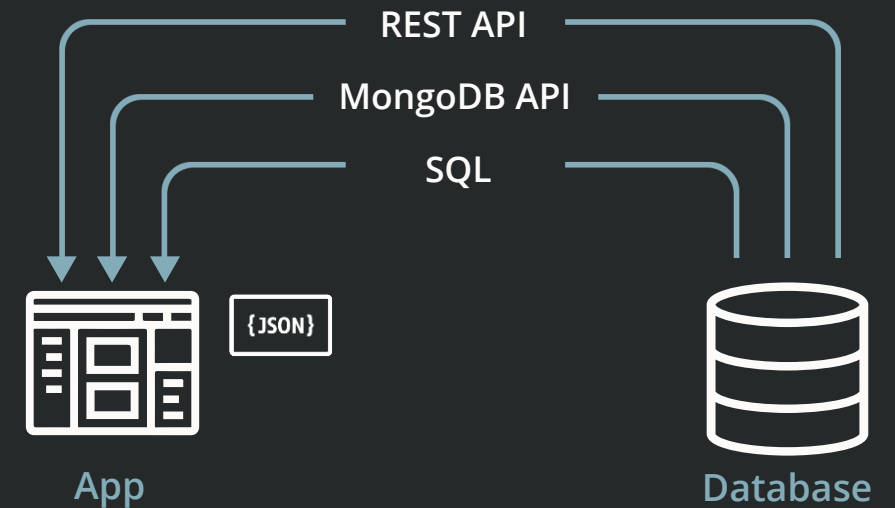 REST API
MongoDB API
SQL
{JSON}
App
Database